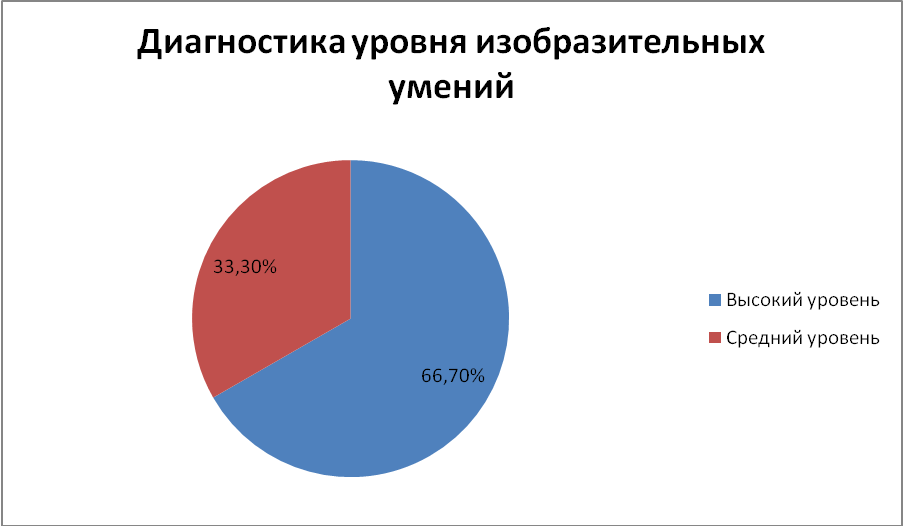 Диагностика уровня изобразительных
умений
33,30%
66,70%
Высокий уровень
Средний уровень